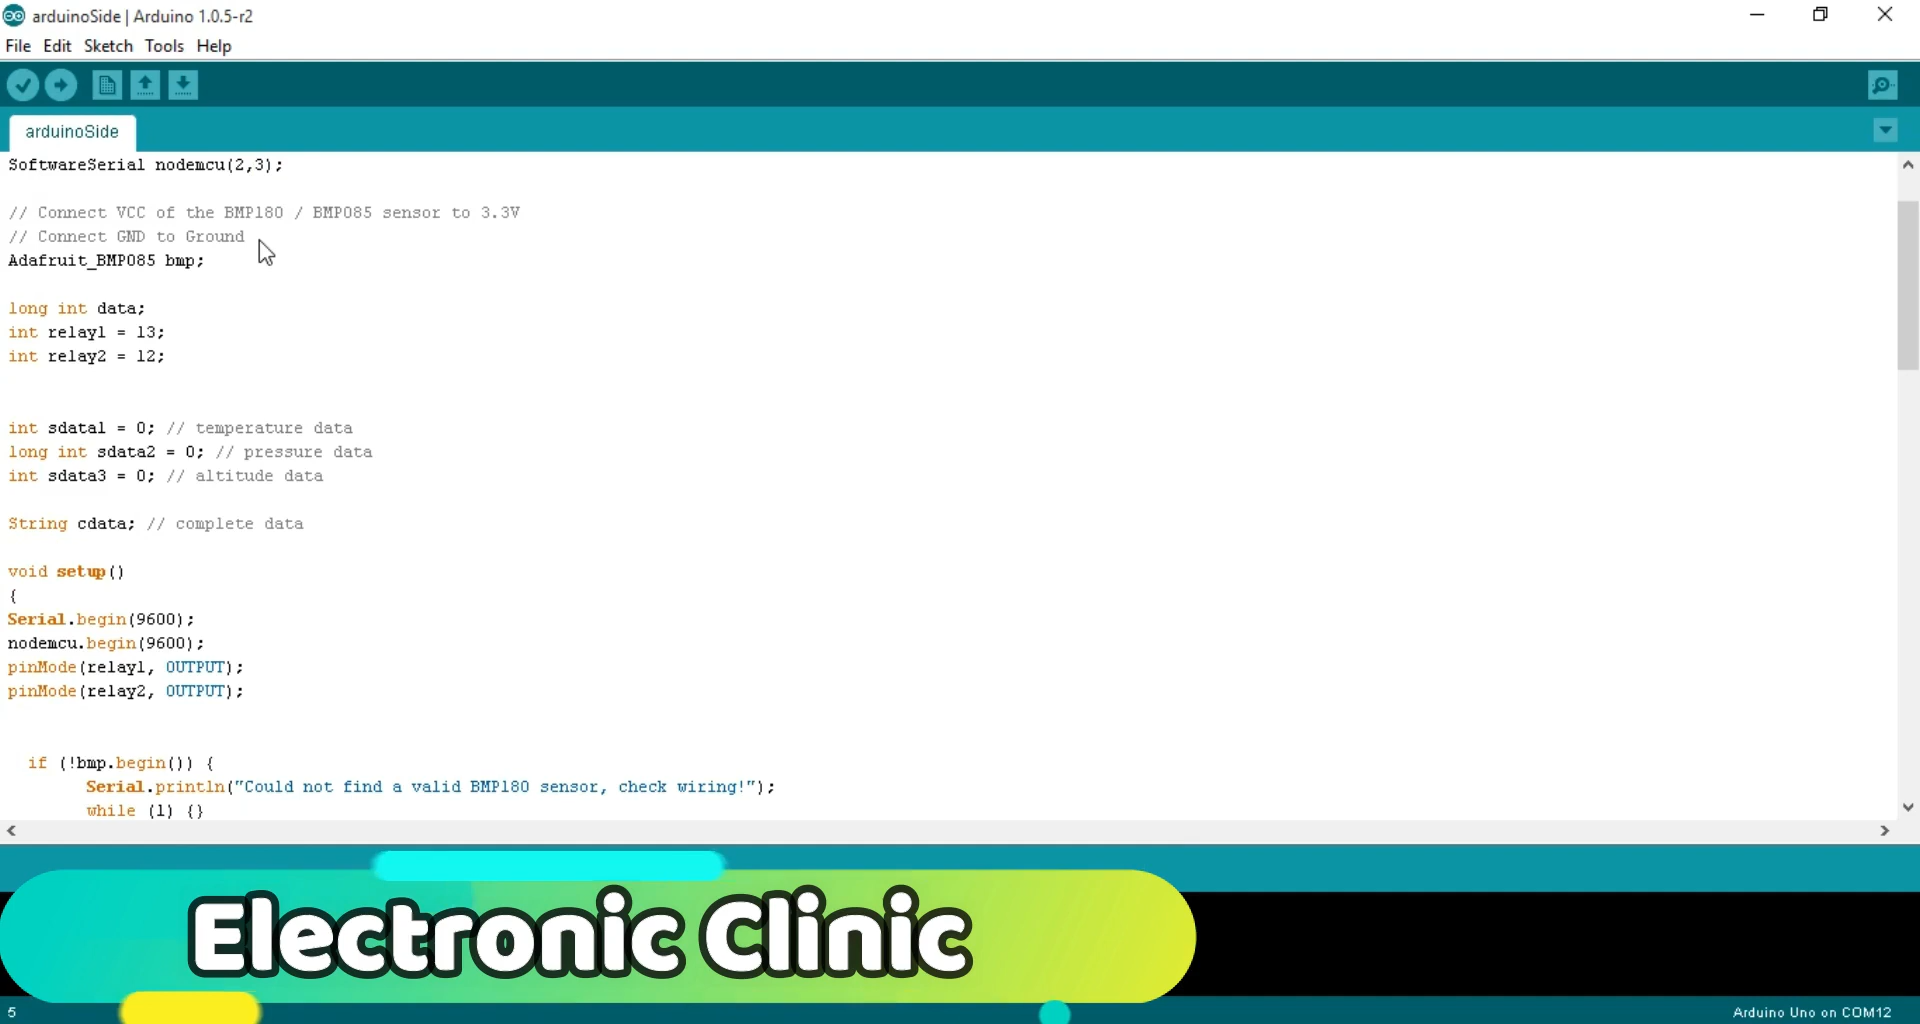 arduinoSide | Arduino 1.0.5-r2
File Edit Sketch Tools Help
arduinoSide
SoftwareSerial nodemcu(2,3);
// Connect VCC of the BMP180 / BMP085 sensor to 3.3V
// Connect GND to Ground
Adafruit_BMP085 bmp;
long int data;
int relay1 = 13;
int relay2 = 12;
int sdata1 = 0; // temperature data
long int sdata2 = 0; // pressure data
int sdata3 = 0; // altitude data
String cdata; // complete data
void setup()
{
Serial.begin(9600);
nodemcu.begin(9600);
pinMode(relay1, OUTPUT);
pinMode(relay2, OUTPUT);
if (!bmp.begin()) {
Serial.println("Could not find a valid BMP180 sensor, check wiring!");
while (1) {}
Electronic Clinic
5
Arduino Uno on COM12